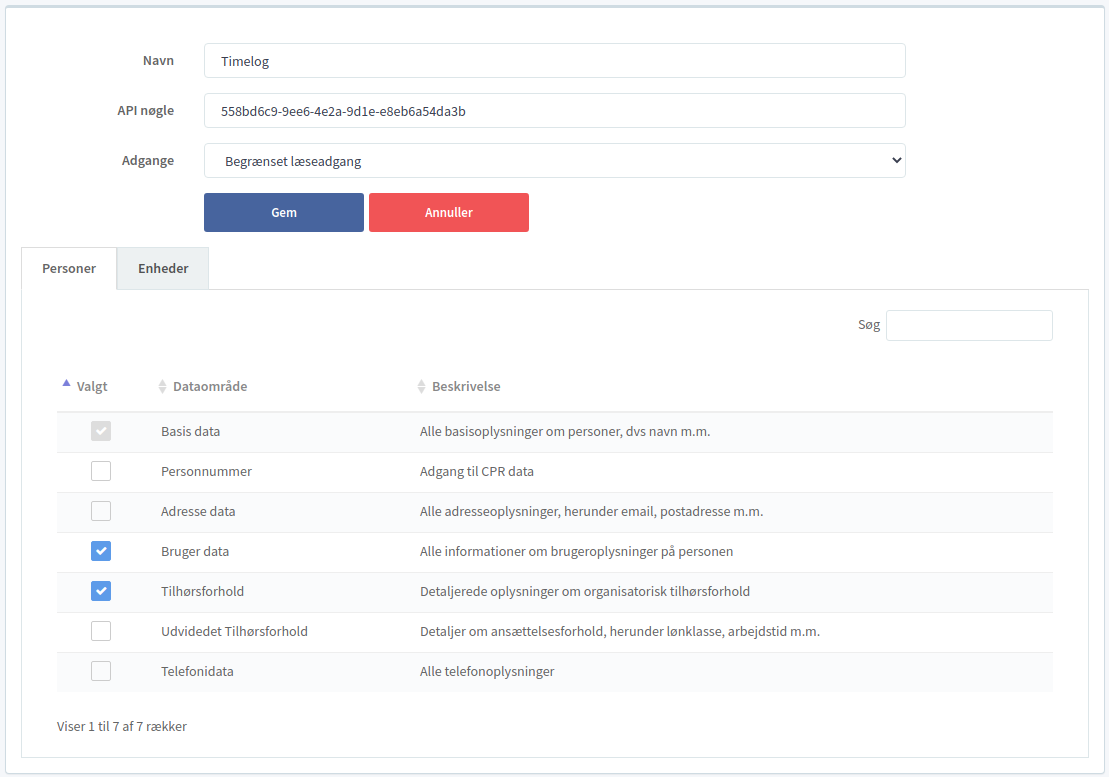 Navn Timelog
API nøgle 558bd6c9-9ee6-4e2a-9d1e-e8eb6a54da3b
Adgange Begrænset læseadgang
Gem Annuller
Personer Enheder
Søg
Valgt Dataområde Beskrivelse
Basis data Alle basisoplysninger om personer, dvs navn m.m.
Personnummer Adgang til CPR data
Adresse data Alle adresseoplysninger, herunder email, postadresse m.m.
Bruger data Alle informationer om brugeroplysninger på personen
Tilhørsforhold Detaljerede oplysninger om organisatorisk tilhørsforhold
Udvidedet Tilhørsforhold Detaljer om ansættelsesforhold, herunder lønklasse, arbejdstid m.m.
Telefonidata Alle telefonoplysninger
Viser 1 til 7 af 7 rækker